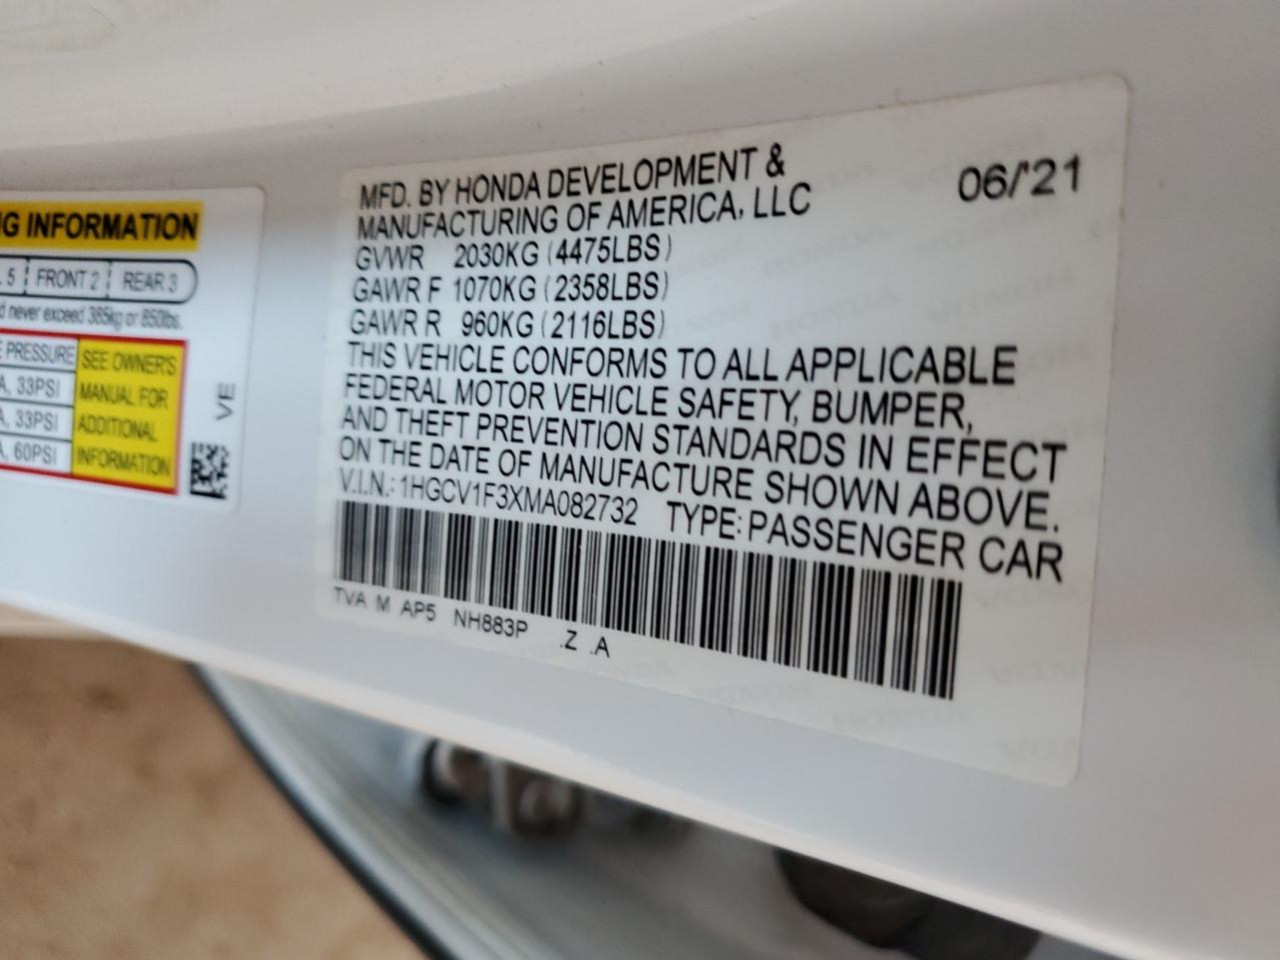 NG INFORMATION
5 FRONT 2 REAR 3
never exceed 385kg or 850lbs.
PRESSURE SEE OWNER'S
A, 33PSI MANUAL FOR
A, 33PSI ADDITIONAL
A, 60PSI INFORMATION
VE
MFD. BY HONDA DEVELOPMENT & 06/'21
MANUFACTURING OF AMERICA, LLC
GVWR 2030KG (4475LBS)
GAWR F 1070KG (2358LBS)
GAWR R 960KG (2116LBS)
THIS VEHICLE CONFORMS TO ALL APPLICABLE
FEDERAL MOTOR VEHICLE SAFETY, BUMPER,
AND THEFT PREVENTION STANDARDS IN EFFECT
ON THE DATE OF MANUFACTURE SHOWN ABOVE.
V.I.N.: 1HGCV1F3XMA082732 TYPE: PASSENGER CAR
TVA M AP5 NH883P .Z .A